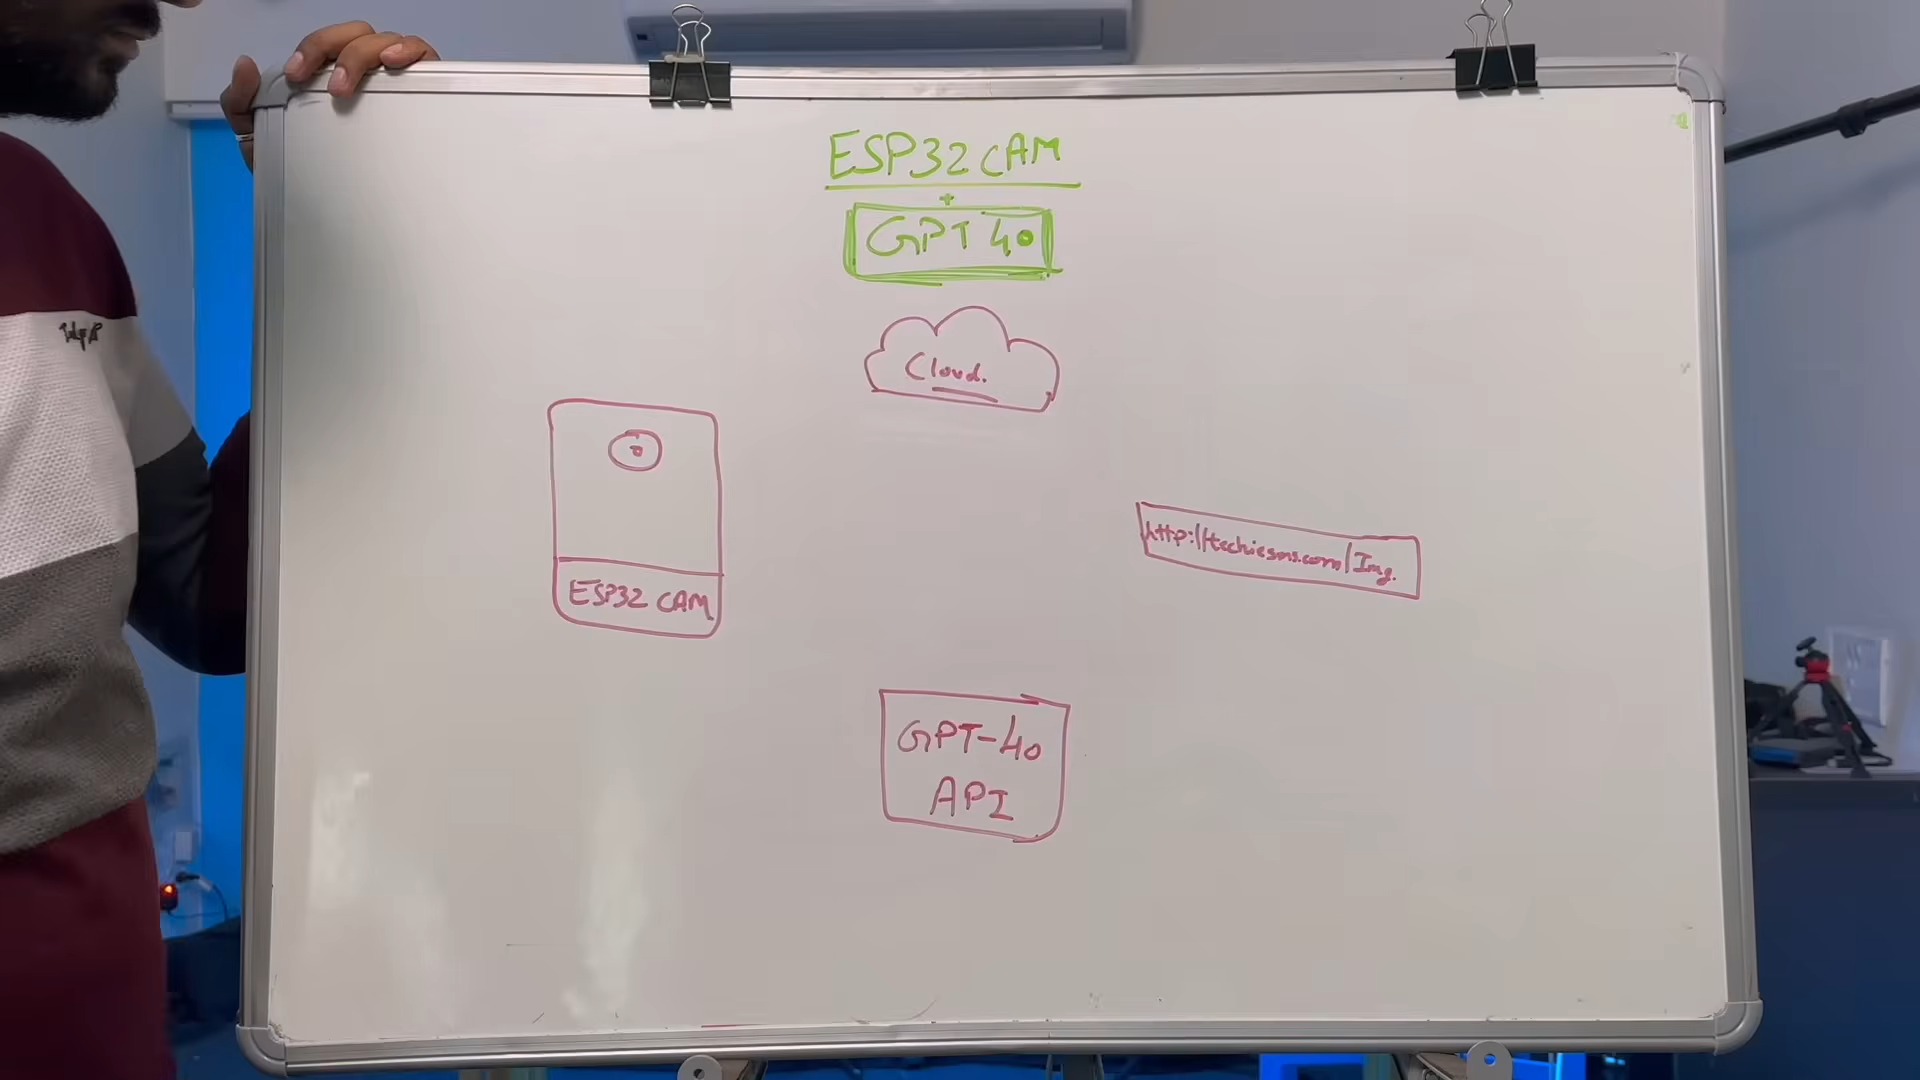 ESP32 CAM
+
GPT 4o
Cloud.
http://techiesms.com/Img.
ESP32 CAM
GPT-4o
API